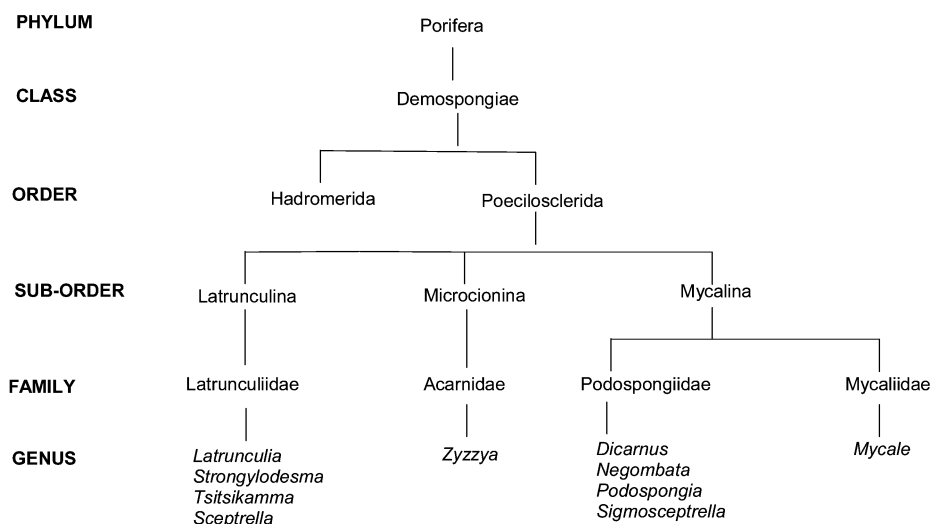 PHYLUM Porifera
CLASS Demospongiae
ORDER Hadromerida Poecilosclerida
SUB-ORDER Latrunculina Microcionina Mycalina
FAMILY Latrunculiidae Acarnidae Podospongiidae Mycaliidae
GENUS Latrunculia Zyzzya Dicarnus Mycale
Strongylodesma Negombata
Tsitsikamma Podospongia
Sceptrella Sigmosceptrella